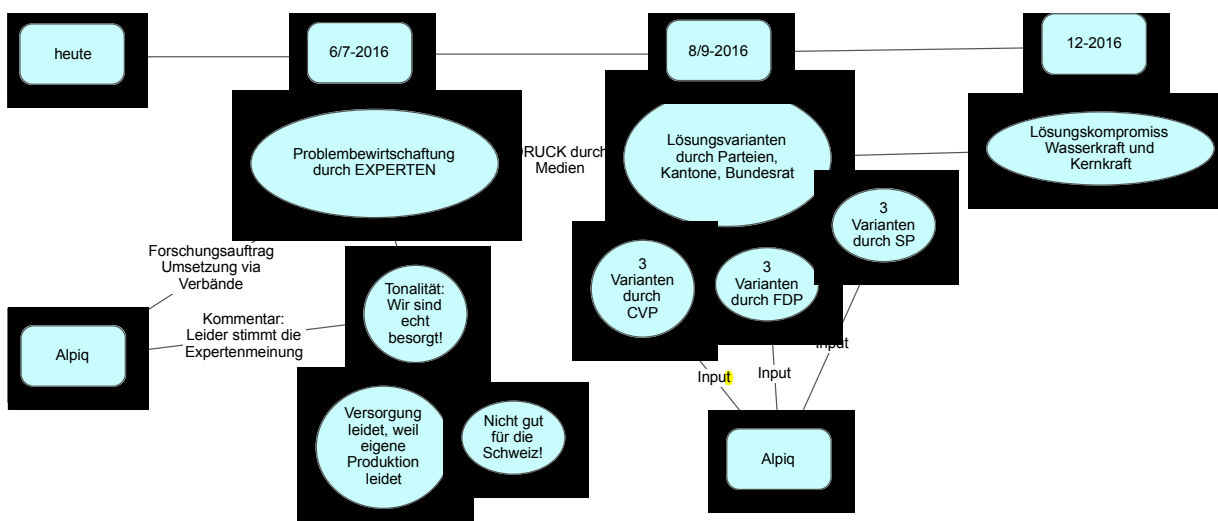 heute
6/7-2016
8/9-2016
12-2016
Problembewirtschaftung
durch EXPERTEN
RUCK durch
Medien
Lösungsvarianten
durch Parteien,
Kantone, Bundesrat
Lösungskompromiss
Wasserkraft und
Kernkraft
3
Varianten
durch SP
Forschungsauftrag
Umsetzung via
Verbände
Tonalität:
Wir sind
echt
besorgt!
3
Varianten
durch
CVP
3
Varianten
durch FDP
Kommentar:
Leider stimmt die
Expertenmeinung
Alpiq
Input
Input
Input
Versorgung
leidet, weil
eigene
Produktion
leidet
Nicht gut
für die
Schweiz!
Alpiq